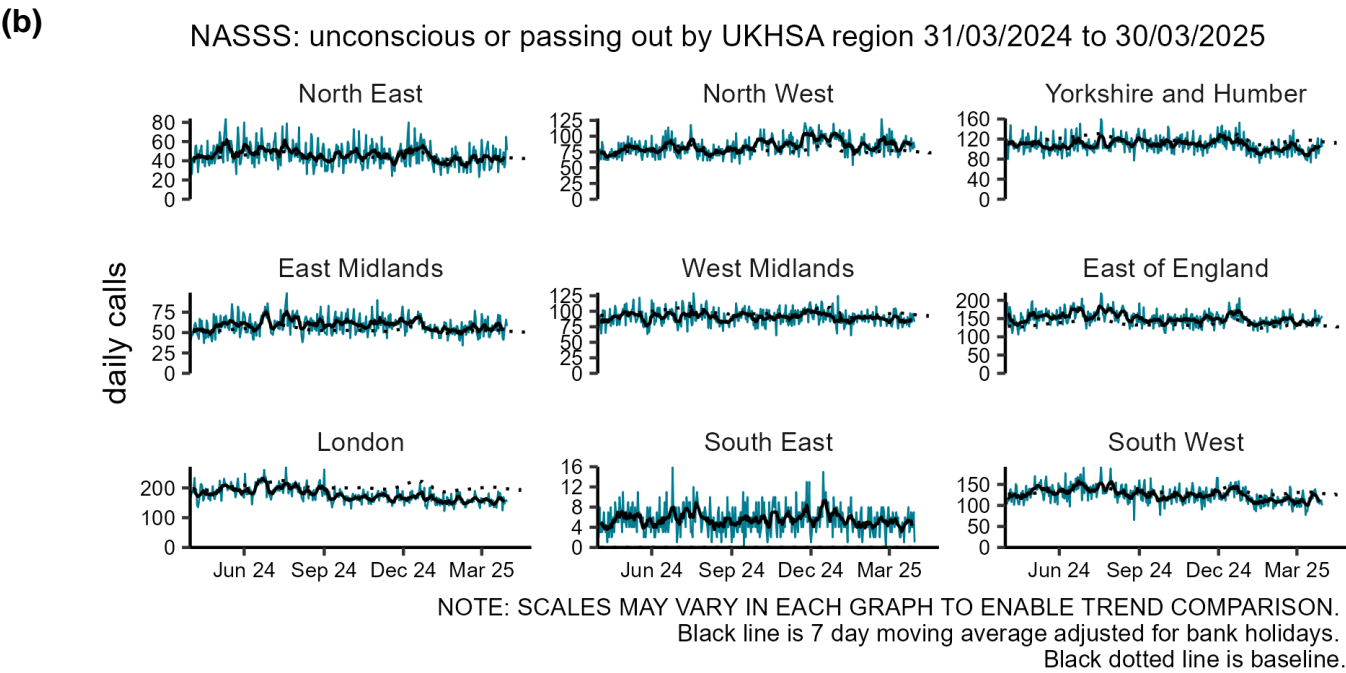 (b)
NASSS: unconscious or passing out by UKHSA region 31/03/2024 to 30/03/2025
North East
North West
Yorkshire and Humber
80
60
40
20
0
125
100
75
50
25
0
160
120
80
40
0
daily calls
East Midlands
West Midlands
East of England
75
50
25
0
125
100
75
50
25
0
200
150
100
50
0
London
South East
South West
200
100
0
16
12
8
4
0
150
100
50
0
Jun 24 Sep 24 Dec 24 Mar 25
Jun 24 Sep 24 Dec 24 Mar 25
Jun 24 Sep 24 Dec 24 Mar 25
NOTE: SCALES MAY VARY IN EACH GRAPH TO ENABLE TREND COMPARISON.
Black line is 7 day moving average adjusted for bank holidays.
Black dotted line is baseline.